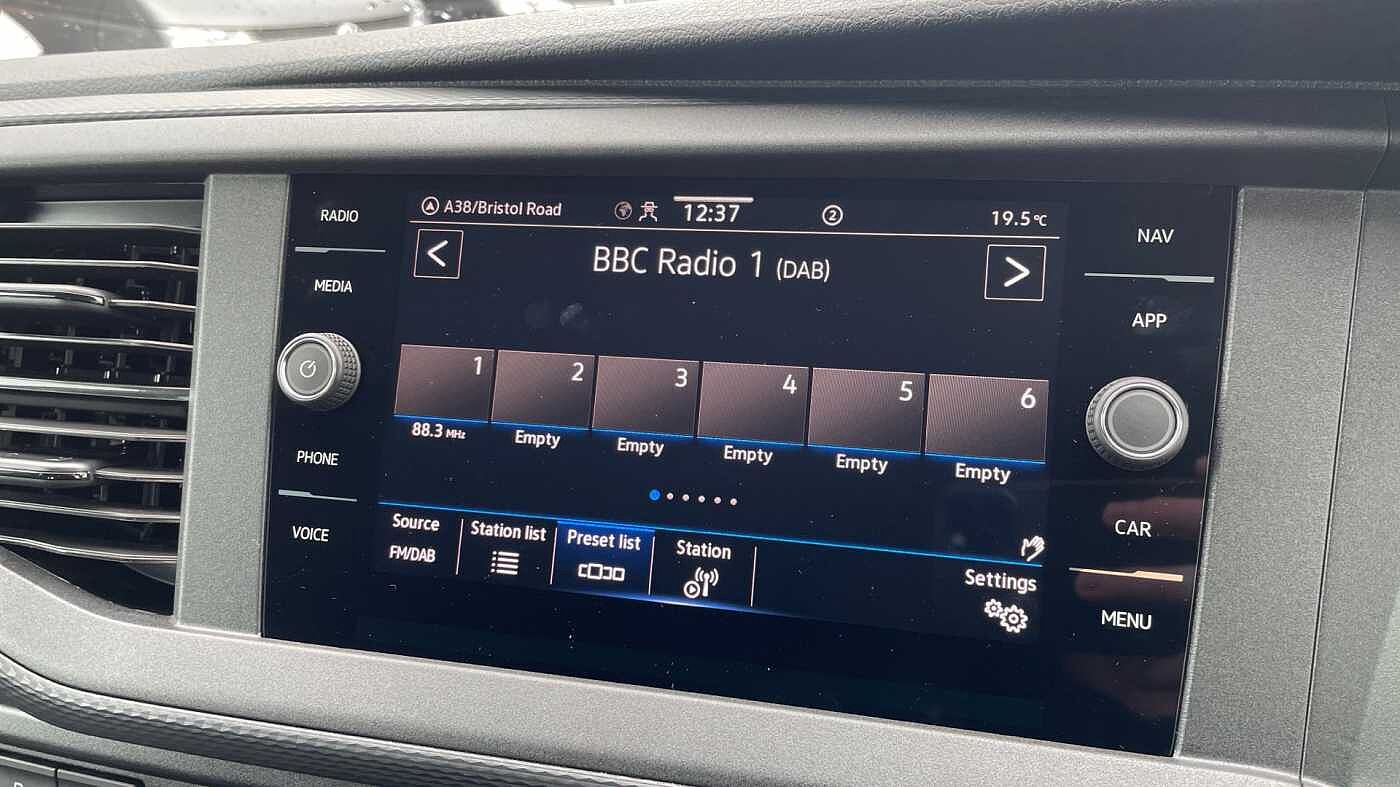 RADIO
MEDIA
PHONE
VOICE
A38/Bristol Road
12:37
2
19.5°C
BBC Radio 1 (DAB)
1 2 3 4 5 6
88.3 MHz Empty Empty Empty Empty Empty
Source Station list Preset list Station Settings
FM/DAB
NAV
APP
CAR
MENU